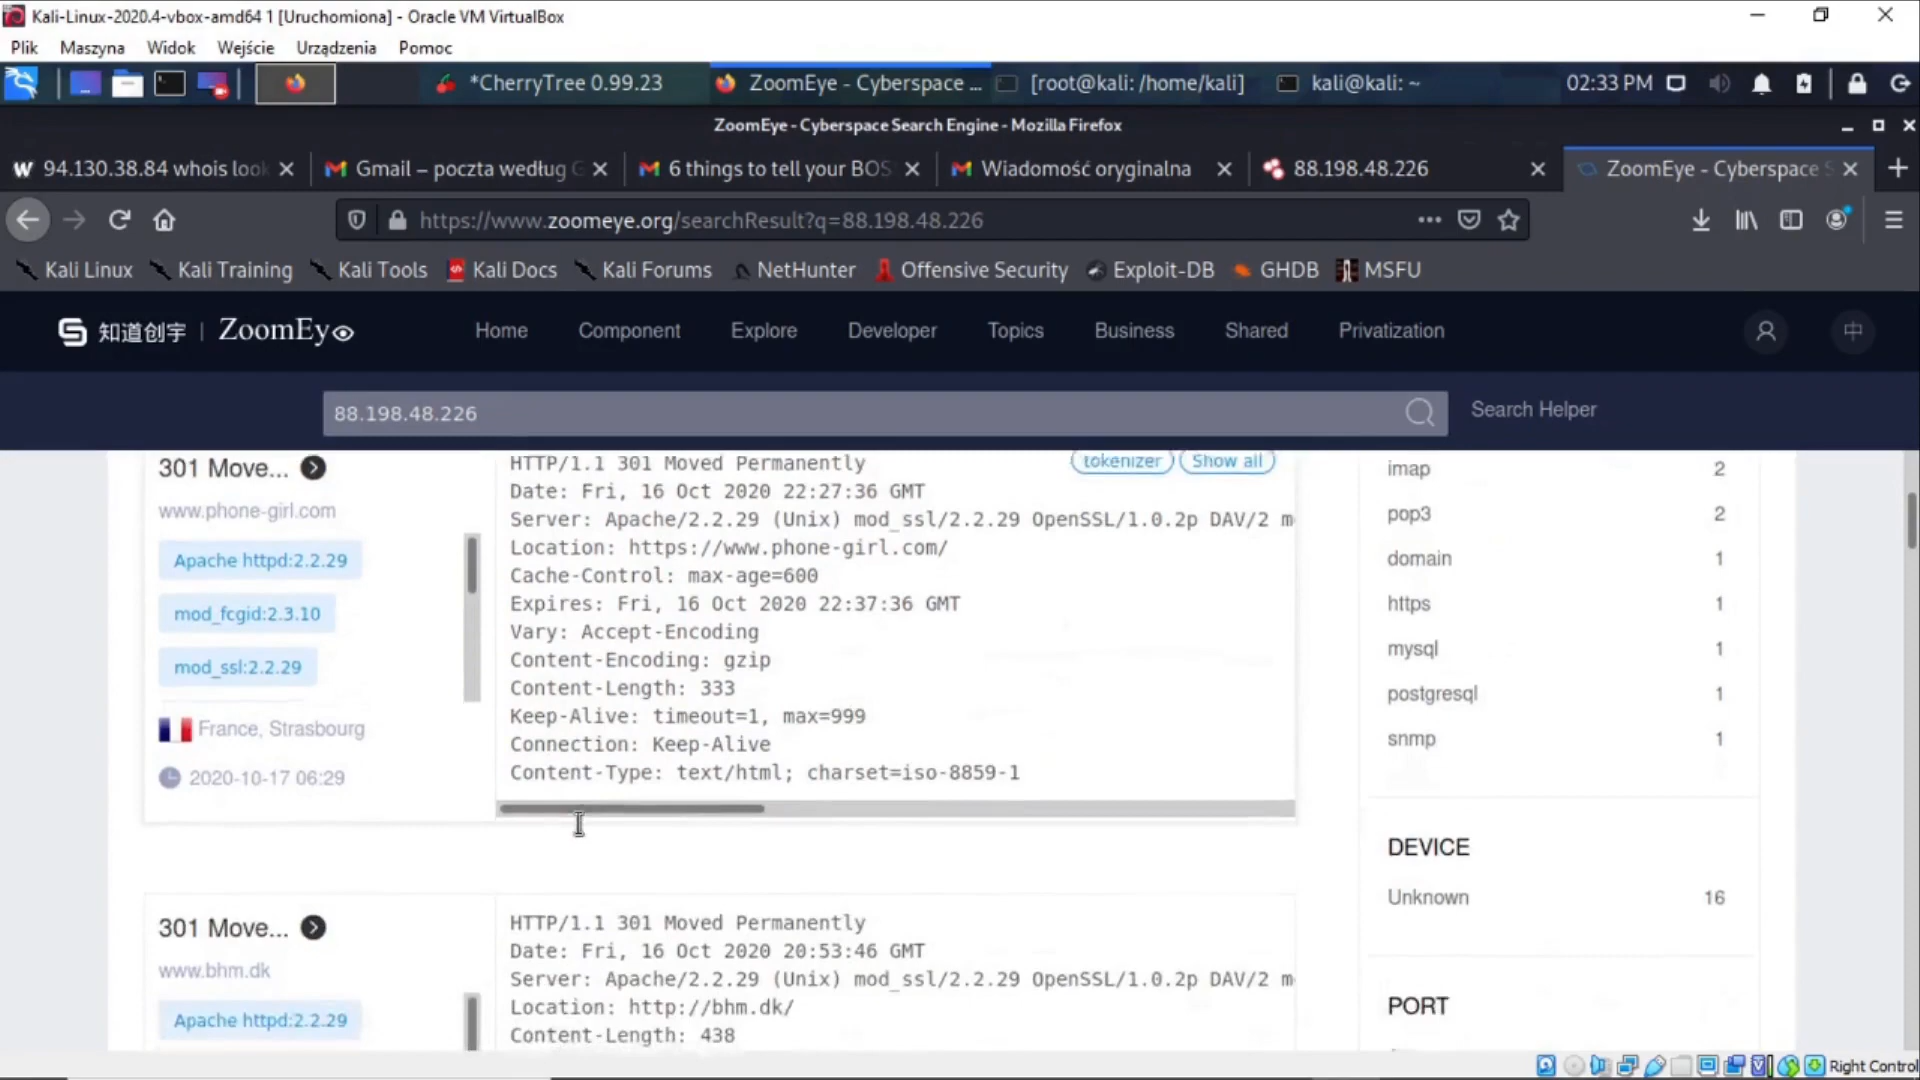 Kali-Linux-2020.4-vbox-amd64 1 [Uruchomiona] - Oracle VM VirtualBox
Plik Maszyna Widok Wejście Urządzenia Pomoc
*CherryTree 0.99.23 ZoomEye - Cyberspace ... [root@kali: /home/kali] kali@kali: ~ 02:33 PM
ZoomEye - Cyberspace Search Engine - Mozilla Firefox
94.130.38.84 whois look Gmail – poczta według G 6 things to tell your BOS Wiadomość oryginalna 88.198.48.226 ZoomEye - Cyberspace S
https://www.zoomeye.org/searchResult?q=88.198.48.226
Kali Linux Kali Training Kali Tools Kali Docs Kali Forums NetHunter Offensive Security Exploit-DB GHDB MSFU
知道创宇 | ZoomEye Home Component Explore Developer Topics Business Shared Privatization 中
88.198.48.226 Search Helper
301 Move...
www.phone-girl.com
Apache httpd:2.2.29
mod_fcgid:2.3.10
mod_ssl:2.2.29
France, Strasbourg
2020-10-17 06:29
tokenizer Show all
HTTP/1.1 301 Moved Permanently
Date: Fri, 16 Oct 2020 22:27:36 GMT
Server: Apache/2.2.29 (Unix) mod_ssl/2.2.29 OpenSSL/1.0.2p DAV/2 m
Location: https://www.phone-girl.com/
Cache-Control: max-age=600
Expires: Fri, 16 Oct 2020 22:37:36 GMT
Vary: Accept-Encoding
Content-Encoding: gzip
Content-Length: 333
Keep-Alive: timeout=1, max=999
Connection: Keep-Alive
Content-Type: text/html; charset=iso-8859-1
301 Move...
www.bhm.dk
Apache httpd:2.2.29
HTTP/1.1 301 Moved Permanently
Date: Fri, 16 Oct 2020 20:53:46 GMT
Server: Apache/2.2.29 (Unix) mod_ssl/2.2.29 OpenSSL/1.0.2p DAV/2 m
Location: http://bhm.dk/
Content-Length: 438
imap 2
pop3 2
domain 1
https 1
mysql 1
postgresql 1
snmp 1
DEVICE
Unknown 16
PORT
Right Control